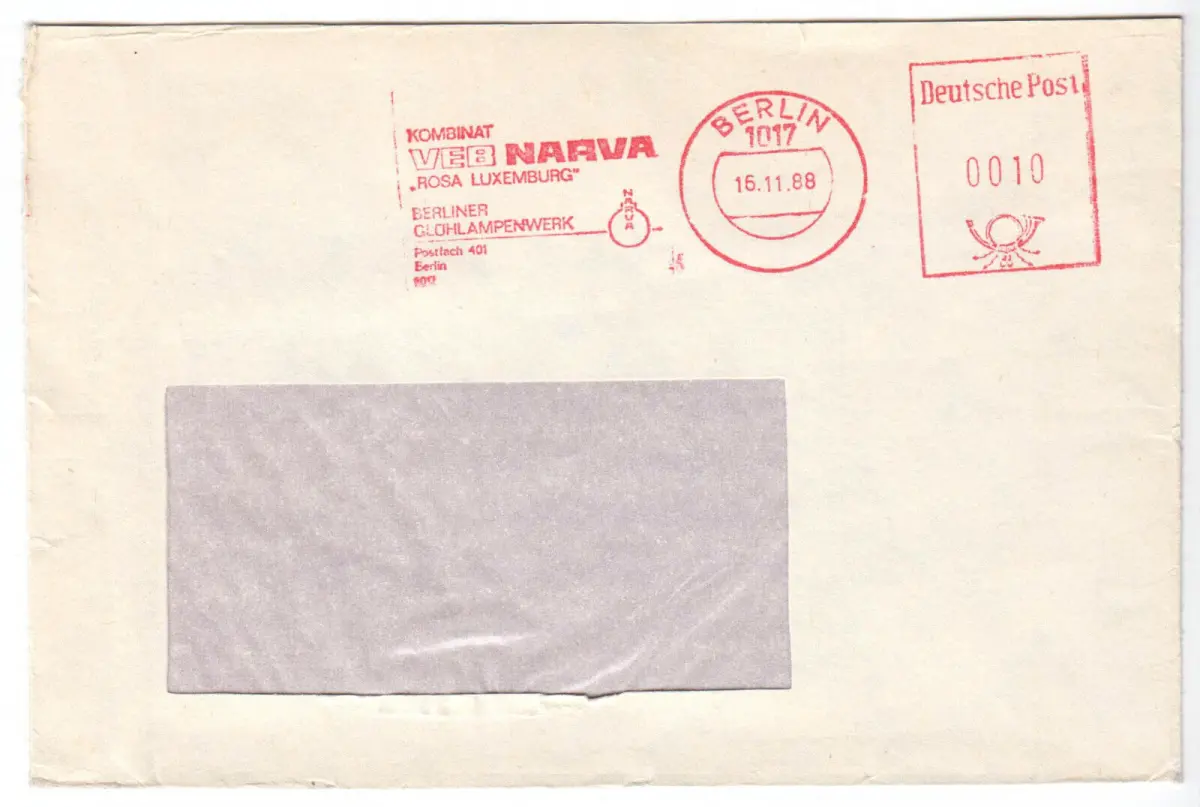 KOMBINAT
VEB NARVA
„ROSA LUXEMBURG"
BERLINER
GLÜHLAMPENWERK
NARVA
Postfach 401
Berlin
1017
BERLIN
1017
16.11.88
Deutsche Post
0010